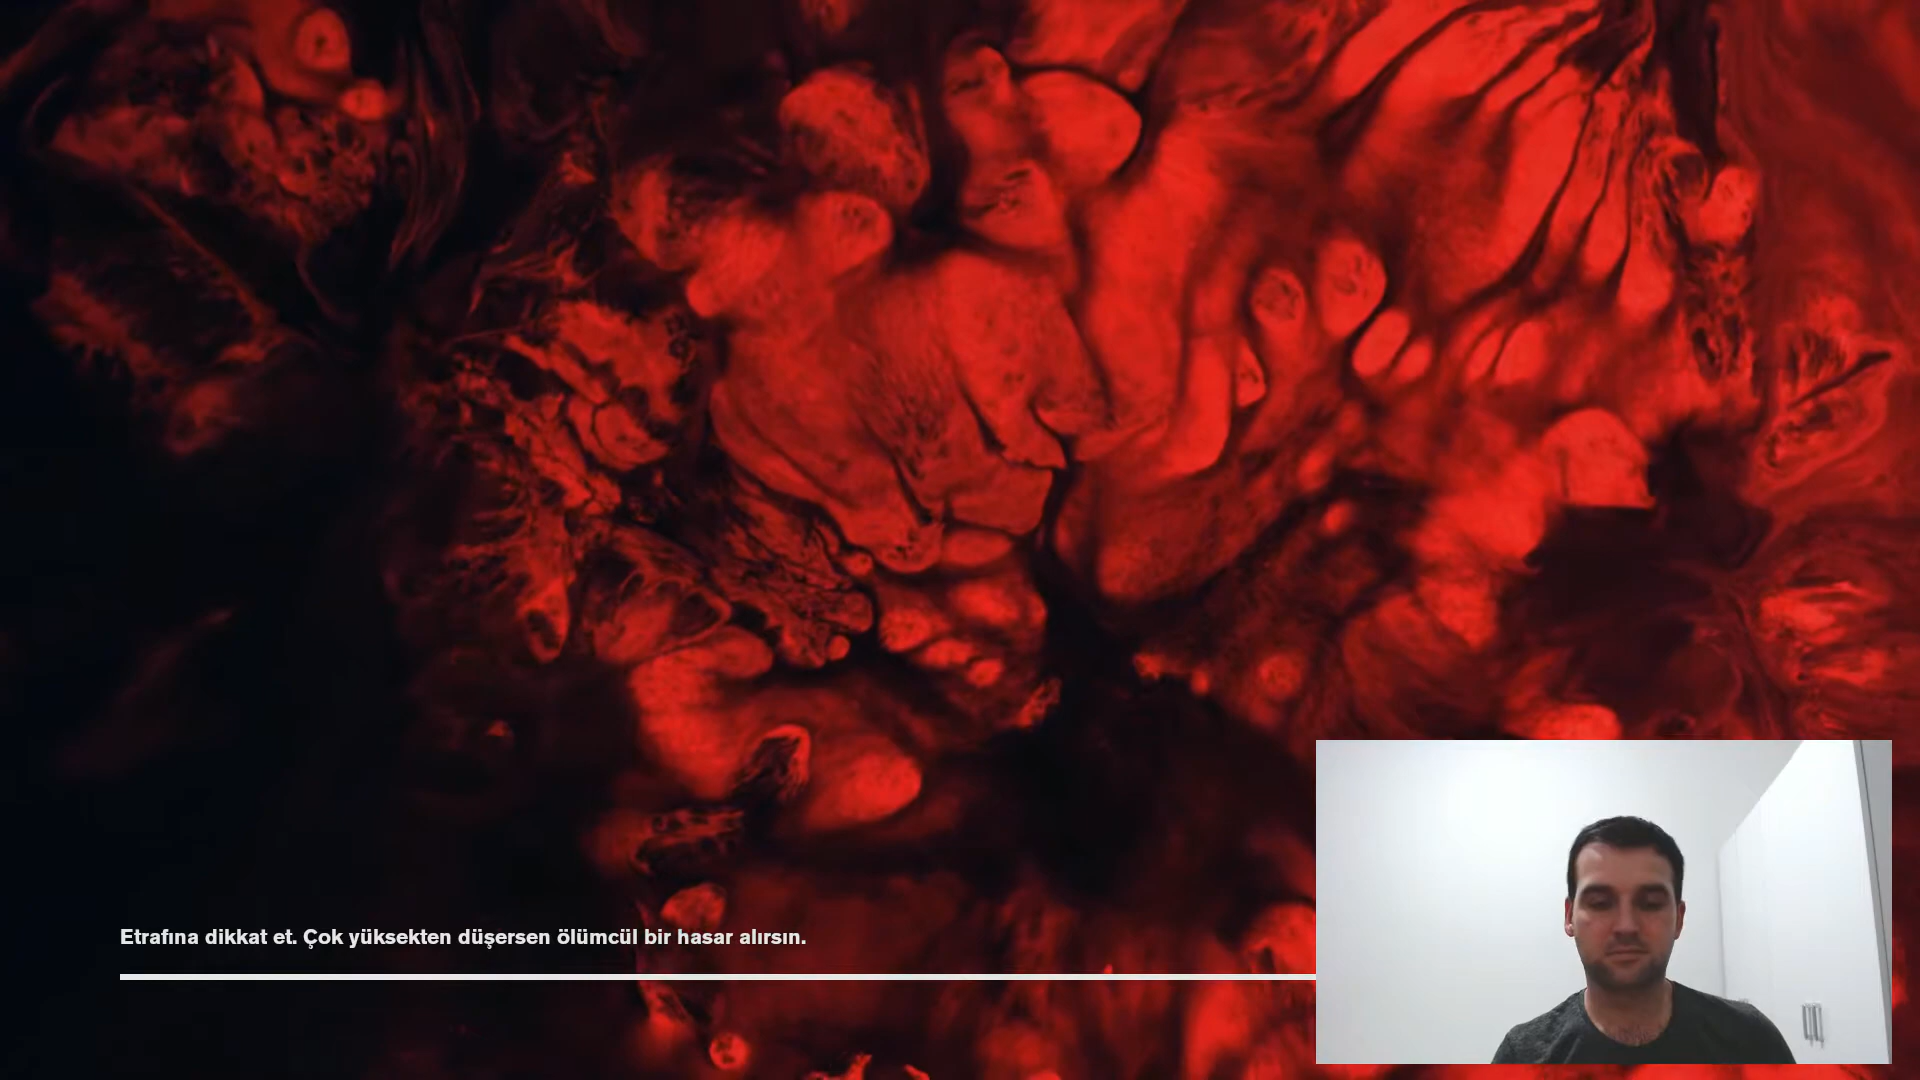 Etrafına dikkat et. Çok yüksekten düşersen ölümcül bir hasar alırsın.